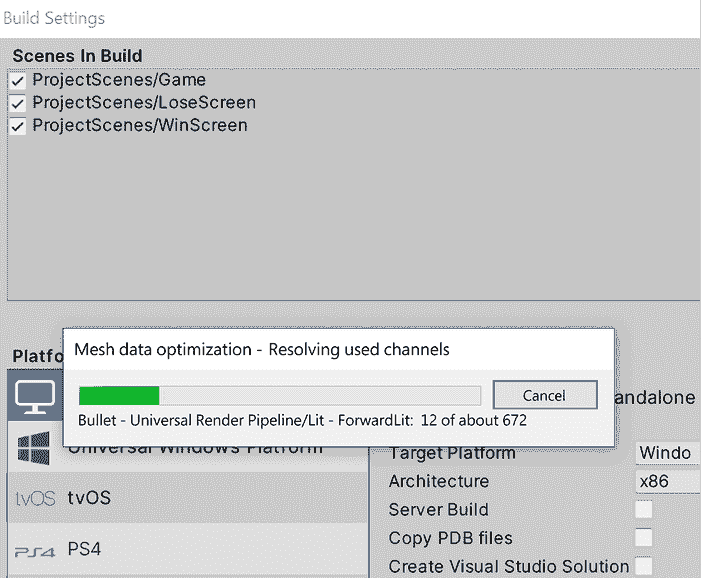 Build Settings
Scenes In Build
ProjectScenes/Game
ProjectScenes/LoseScreen
ProjectScenes/WinScreen
Platfo
Mesh data optimization - Resolving used channels
Cancel
Bullet - Universal Render Pipeline/Lit - ForwardLit: 12 of about 672
andalone
Universal Windows Platform
Target Platform
Windo
Architecture
x86
tvOS tvOS
Server Build
Copy PDB files
PS4 PS4
Create Visual Studio Solution